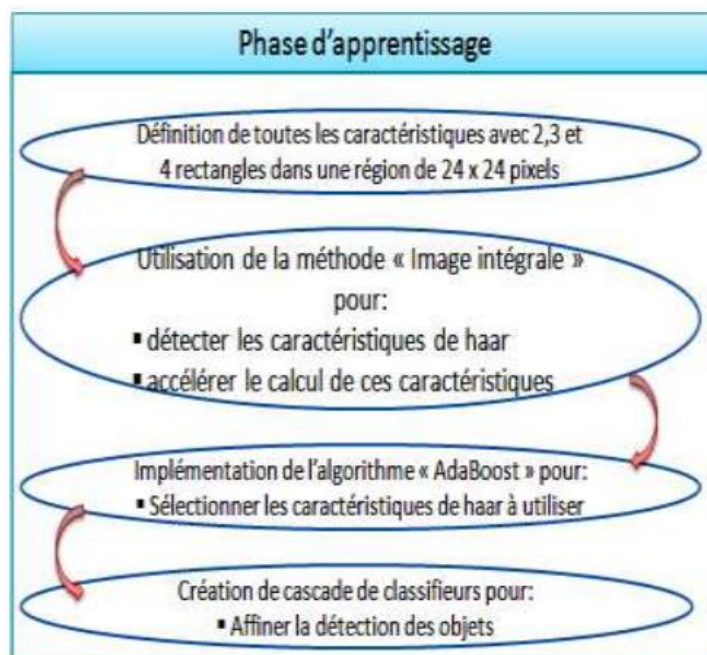 Phase d'apprentissage
Définition de toutes les caractéristiques avec 2,3 et
4 rectangles dans une région de 24 x 24 pixels
Utilisation de la méthode « Image intégrale »
pour:
▪ détecter les caractéristiques de haar
▪ accélérer le calcul de ces caractéristiques
Implémentation de l'algorithme « AdaBoost » pour:
▪ Sélectionner les caractéristiques de haar à utiliser
Création de cascade de classifieurs pour:
▪ Affiner la détection des objets